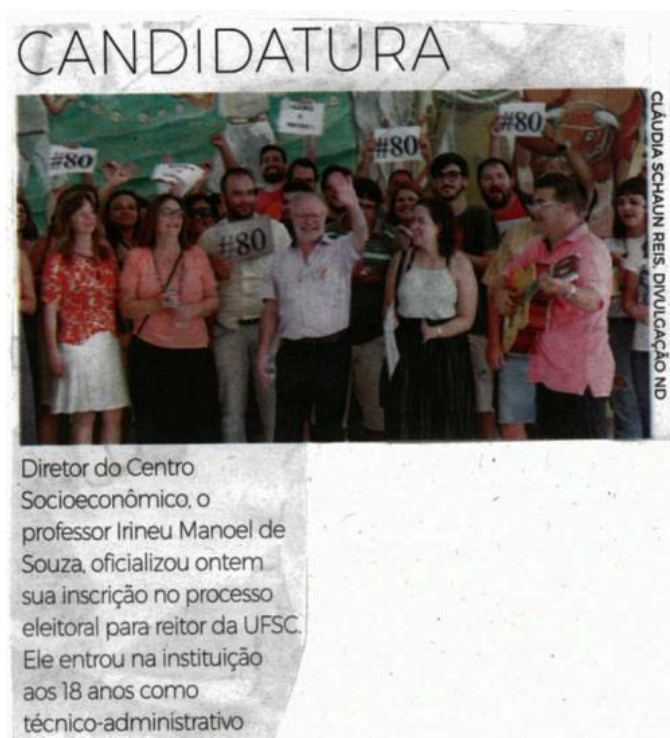 CANDIDATURA
CLÁUDIA SCHAUN REIS, DIVULGAÇÃO ND
#80
#80
#80
#80
Diretor do Centro
Socioeconômico, o
professor Irineu Manoel de
Souza, oficializou ontem
sua inscrição no processo
eleitoral para reitor da UFSC.
Ele entrou na instituição
aos 18 anos como
técnico-administrativo